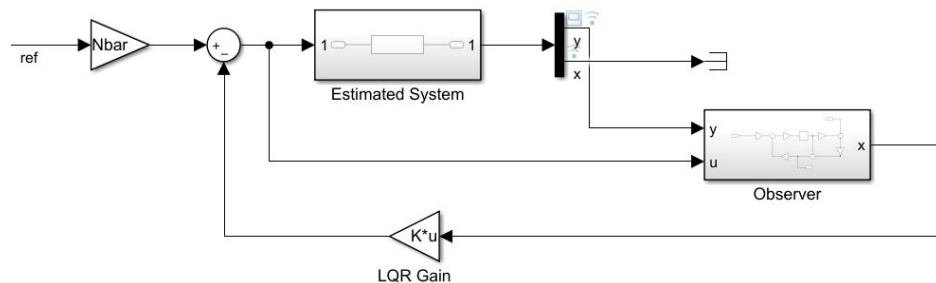 Nbar
ref
+
−
1
1
Estimated System
y
x
y
u
x
Observer
K*u
LQR Gain